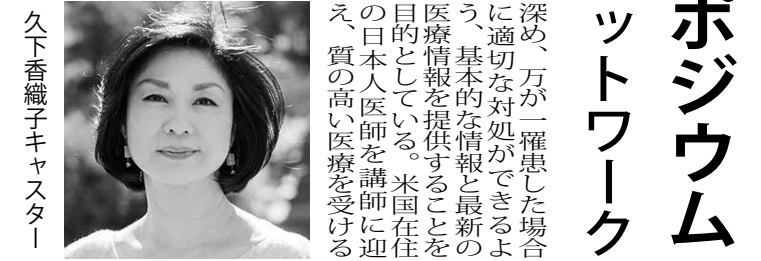 ポジウム
ットワーク
深め、万が一罹患した場合
に適切な対処ができるよ
う、基本的な情報と最新の
医療情報を提供することを
目的としている。米国在住
の日本人医師を講師に迎
え、質の高い医療を受ける
久下香織子キャスター